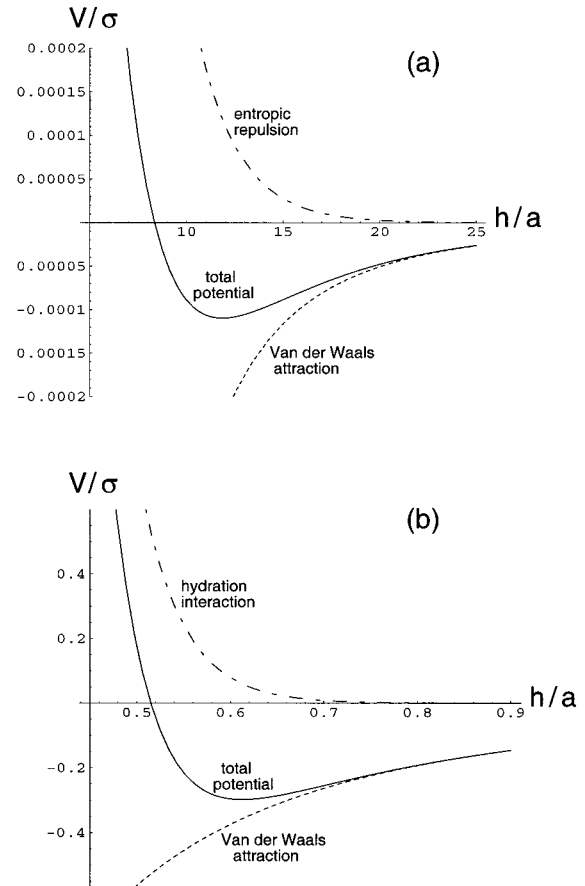 V/σ
(a)
0.0002
0.00015
0.0001
0.00005
0.00005
-0.0001
0.00015
-0.0002
entropic
repulsion
h/a
10
15
20
25
total
potential
Van der Waals
attraction
V/σ
(b)
0.4
0.2
-0.2
-0.4
hydration
interaction
h/a
0.5
0.6
0.7
0.8
0.9
total
potential
Van der Waals
attraction